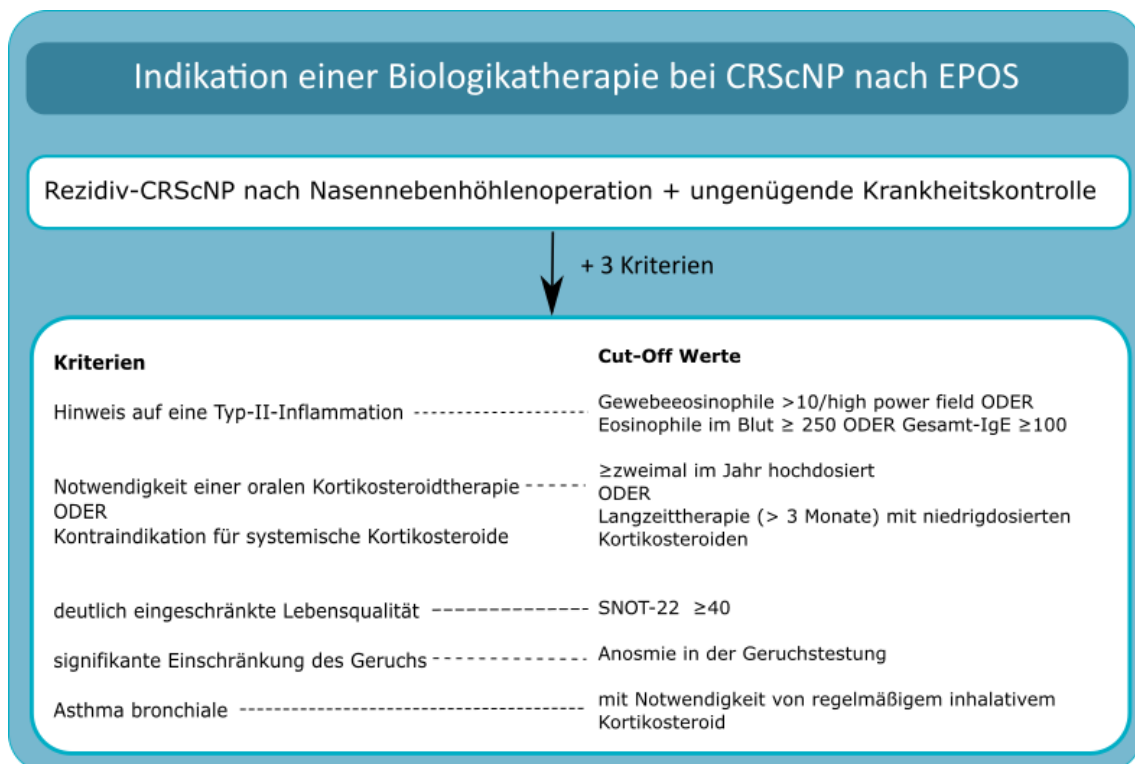 Indikation einer Biologikatherapie bei CRScNP nach EPOS
Rezidiv-CRScNP nach Nasennebenhöhlenoperation + ungenügende Krankheitskontrolle
+ 3 Kriterien
Kriterien
Cut-Off Werte
Hinweis auf eine Typ-II-Inflammation
Gewebeeosinophile >10/high power field ODER
Eosinophile im Blut ≥ 250 ODER Gesamt-IgE ≥100
Notwendigkeit einer oralen Kortikosteroidtherapie
ODER
Kontraindikation für systemische Kortikosteroide
≥zweimal im Jahr hochdosiert
ODER
Langzeittherapie (> 3 Monate) mit niedrigdosierten
Kortikosteroiden
deutlich eingeschränkte Lebensqualität
SNOT-22 ≥40
signifikante Einschränkung des Geruchs
Anosmie in der Geruchstestung
Asthma bronchiale
mit Notwendigkeit von regelmäßigem inhalativem
Kortikosteroid